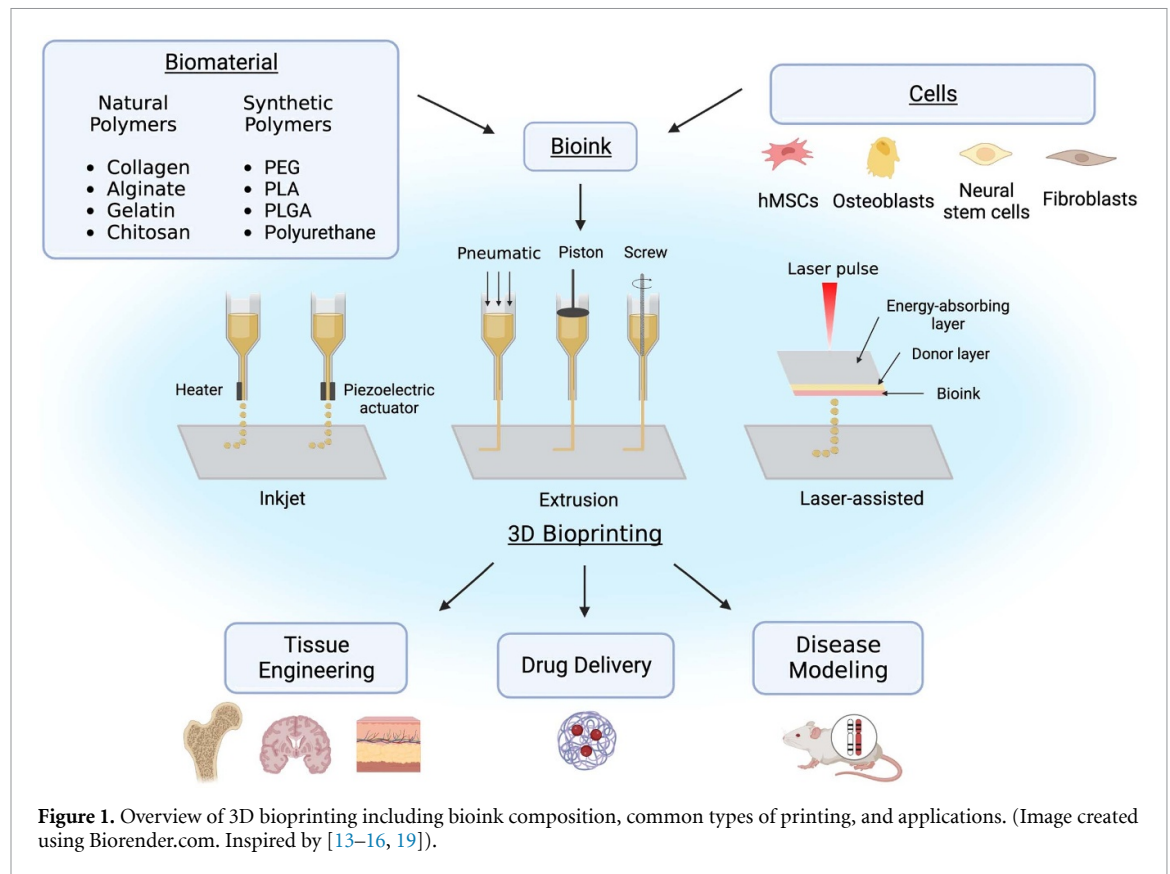 Biomaterial
Natural
Polymers
• Collagen
• Alginate
• Gelatin
• Chitosan
Synthetic
Polymers
• PEG
• PLA
• PLGA
• Polyurethane
Bioink
Cells
hMSCs
Osteoblasts
Neural
stem cells
Fibroblasts
Heater
Piezoelectric
actuator
Inkjet
Pneumatic
Piston
Screw
Extrusion
Laser pulse
Energy-absorbing
layer
Donor layer
Bioink
Laser-assisted
3D Bioprinting
Tissue
Engineering
Drug Delivery
Disease
Modeling
Figure 1. Overview of 3D bioprinting including bioink composition, common types of printing, and applications. (Image created
using Biorender.com. Inspired by [13–16, 19]).